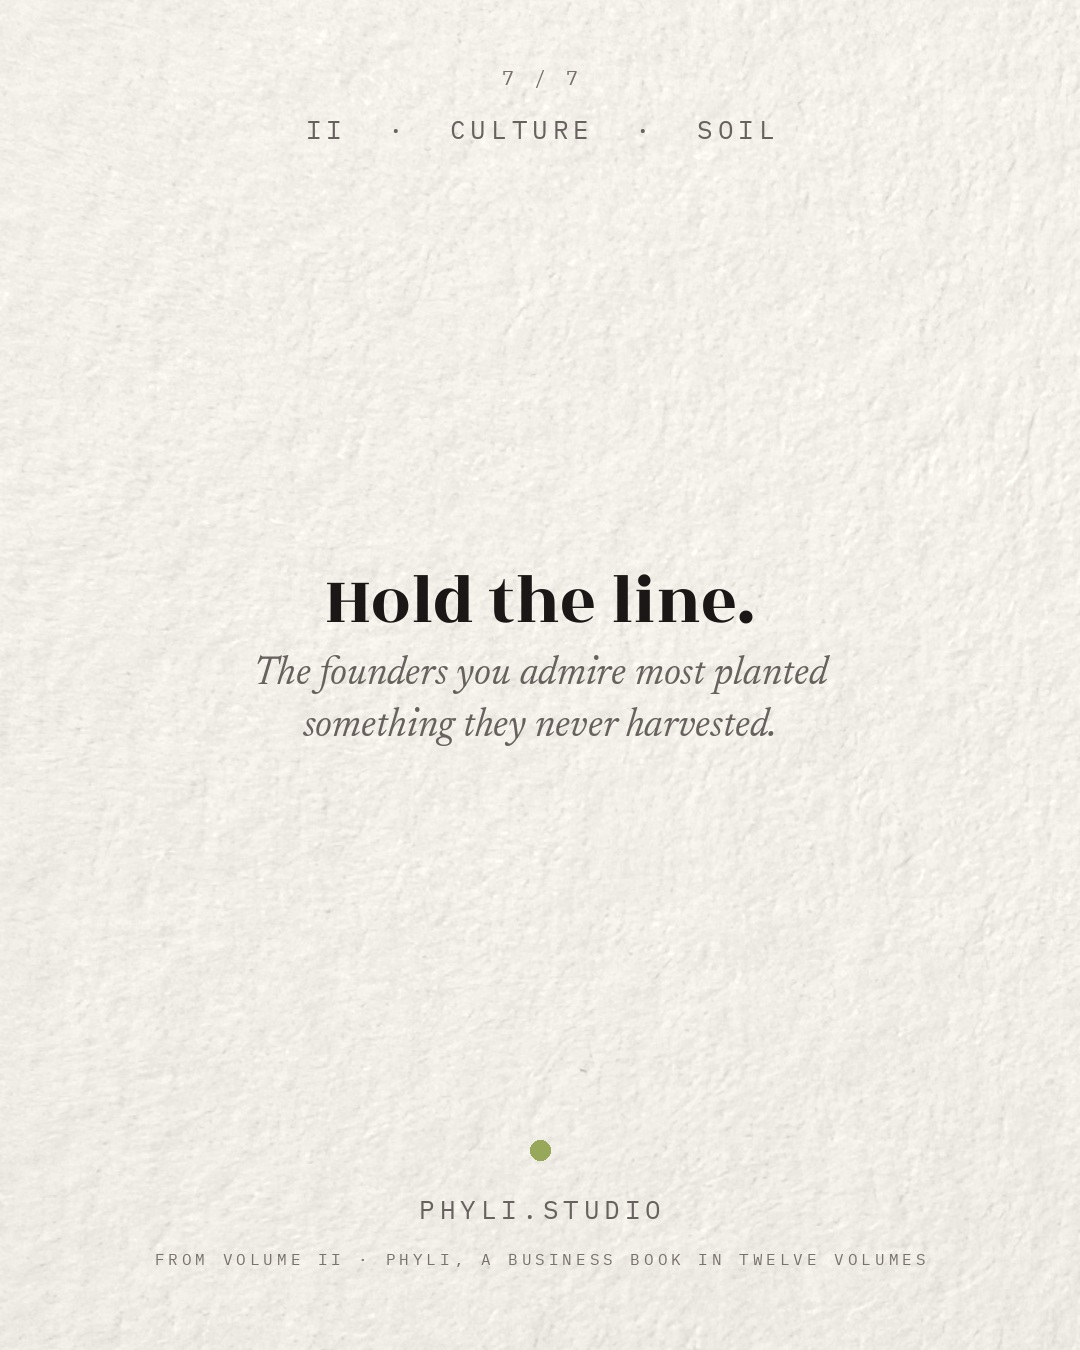 7 / 7
II · CULTURE · SOIL
Hold the line.
The founders you admire most planted
something they never harvested.
PHYLI.STUDIO
FROM VOLUME II · PHYLI, A BUSINESS BOOK IN TWELVE VOLUMES